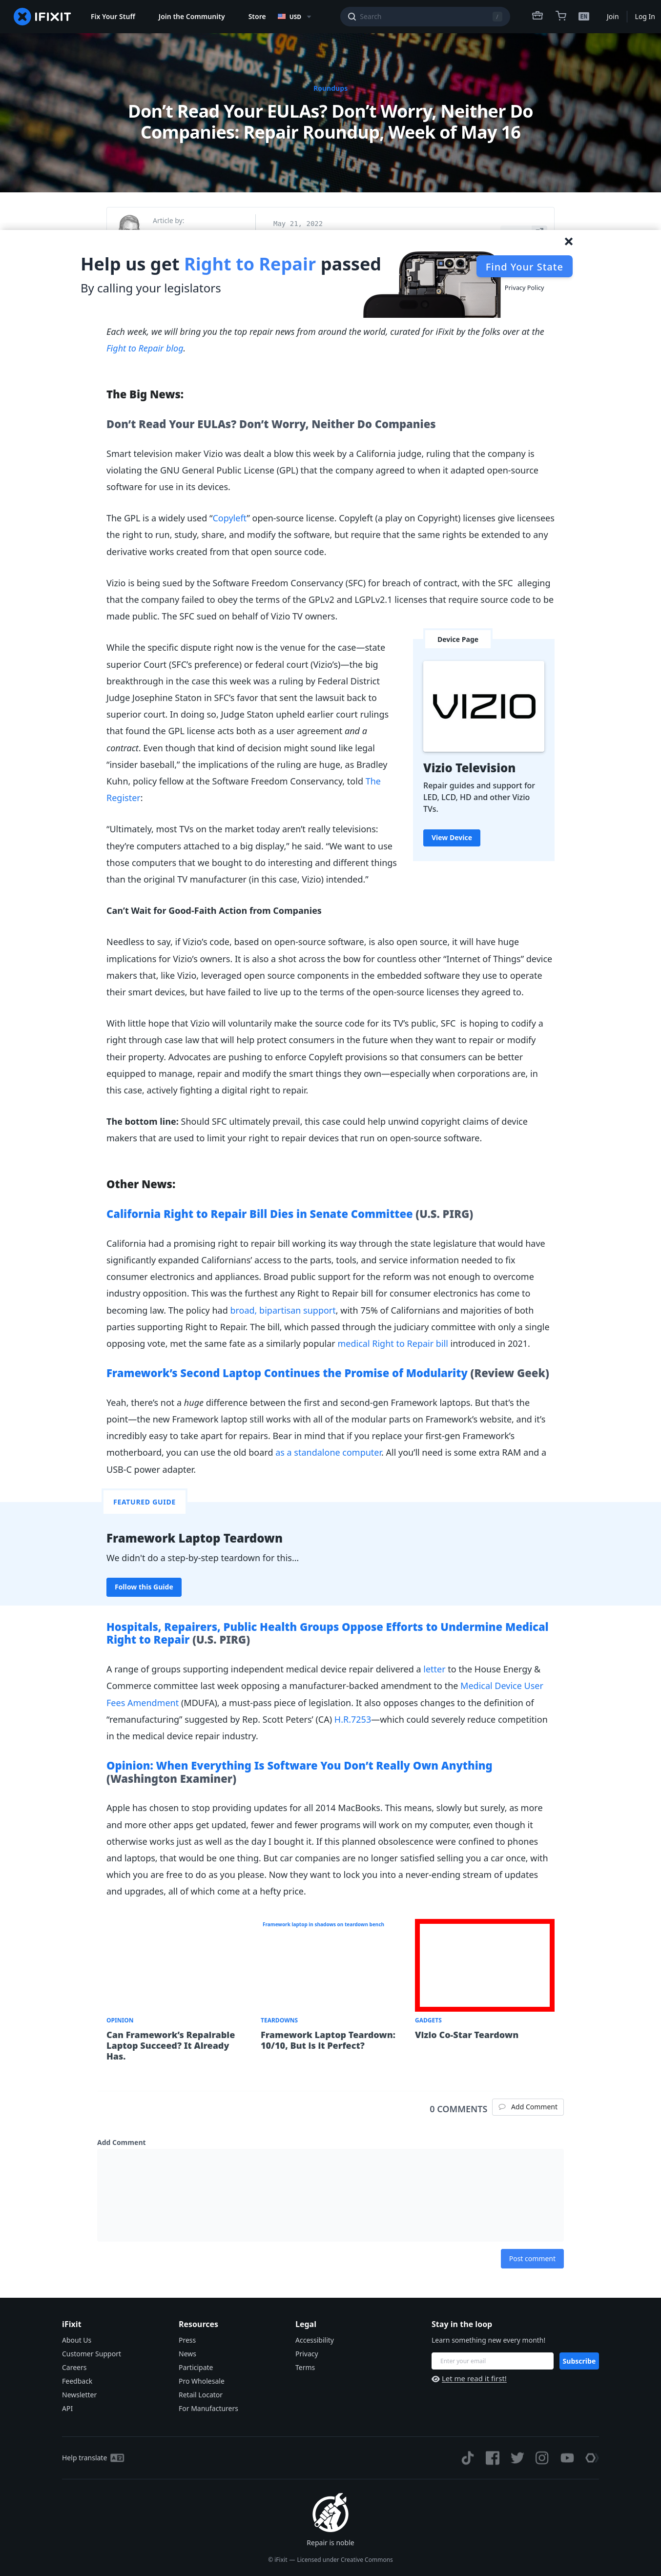 IFIXIT
Fix Your Stuff
Join the Community
Store
USD
Search
/
EN
Join
Log In
Roundups
Don’t Read Your EULAs? Don’t Worry, Neither Do
Companies: Repair Roundup, Week of May 16
Article by:
May 21, 2022
Help us get Right to Repair passed
By calling your legislators
Find Your State
Privacy Policy
Each week, we will bring you the top repair news from around the world, curated for iFixit by the folks over at the
Fight to Repair blog.
The Big News:
Don’t Read Your EULAs? Don’t Worry, Neither Do Companies
Smart television maker Vizio was dealt a blow this week by a California judge, ruling that the company is
violating the GNU General Public License (GPL) that the company agreed to when it adapted open-source
software for use in its devices.
The GPL is a widely used “Copyleft” open-source license. Copyleft (a play on Copyright) licenses give licensees
the right to run, study, share, and modify the software, but require that the same rights be extended to any
derivative works created from that open source code.
Vizio is being sued by the Software Freedom Conservancy (SFC) for breach of contract, with the SFC  alleging
that the company failed to obey the terms of the GPLv2 and LGPLv2.1 licenses that require source code to be
made public. The SFC sued on behalf of Vizio TV owners.
While the specific dispute right now is the venue for the case—state
superior Court (SFC’s preference) or federal court (Vizio’s)—the big
breakthrough in the case this week was a ruling by Federal District
Judge Josephine Staton in SFC’s favor that sent the lawsuit back to
superior court. In doing so, Judge Staton upheld earlier court rulings
that found the GPL license acts both as a user agreement and a
contract. Even though that kind of decision might sound like legal
“insider baseball,” the implications of the ruling are huge, as Bradley
Kuhn, policy fellow at the Software Freedom Conservancy, told The
Register:
Device Page
VIZIO
Vizio Television
Repair guides and support for
LED, LCD, HD and other Vizio
TVs.
View Device
“Ultimately, most TVs on the market today aren’t really televisions:
they’re computers attached to a big display,” he said. “We want to use
those computers that we bought to do interesting and different things
than the original TV manufacturer (in this case, Vizio) intended.”
Can’t Wait for Good-Faith Action from Companies
Needless to say, if Vizio’s code, based on open-source software, is also open source, it will have huge
implications for Vizio’s owners. It is also a shot across the bow for countless other “Internet of Things” device
makers that, like Vizio, leveraged open source components in the embedded software they use to operate
their smart devices, but have failed to live up to the terms of the open-source licenses they agreed to.
With little hope that Vizio will voluntarily make the source code for its TV’s public, SFC  is hoping to codify a
right through case law that will help protect consumers in the future when they want to repair or modify
their property. Advocates are pushing to enforce Copyleft provisions so that consumers can be better
equipped to manage, repair and modify the smart things they own—especially when corporations are, in
this case, actively fighting a digital right to repair.
The bottom line: Should SFC ultimately prevail, this case could help unwind copyright claims of device
makers that are used to limit your right to repair devices that run on open-source software.
Other News:
California Right to Repair Bill Dies in Senate Committee (U.S. PIRG)
California had a promising right to repair bill working its way through the state legislature that would have
significantly expanded Californians’ access to the parts, tools, and service information needed to fix
consumer electronics and appliances. Broad public support for the reform was not enough to overcome
industry opposition. This was the furthest any Right to Repair bill for consumer electronics has come to
becoming law. The policy had broad, bipartisan support, with 75% of Californians and majorities of both
parties supporting Right to Repair. The bill, which passed through the judiciary committee with only a single
opposing vote, met the same fate as a similarly popular medical Right to Repair bill introduced in 2021.
Framework’s Second Laptop Continues the Promise of Modularity (Review Geek)
Yeah, there’s not a huge difference between the first and second-gen Framework laptops. But that’s the
point—the new Framework laptop still works with all of the modular parts on Framework’s website, and it’s
incredibly easy to take apart for repairs. Bear in mind that if you replace your first-gen Framework’s
motherboard, you can use the old board as a standalone computer. All you’ll need is some extra RAM and a
USB-C power adapter.
FEATURED GUIDE
Framework Laptop Teardown
We didn't do a step-by-step teardown for this...
Follow this Guide
Hospitals, Repairers, Public Health Groups Oppose Efforts to Undermine Medical
Right to Repair (U.S. PIRG)
A range of groups supporting independent medical device repair delivered a letter to the House Energy &
Commerce committee last week opposing a manufacturer-backed amendment to the Medical Device User
Fees Amendment (MDUFA), a must-pass piece of legislation. It also opposes changes to the definition of
“remanufacturing” suggested by Rep. Scott Peters’ (CA) H.R.7253—which could severely reduce competition
in the medical device repair industry.
Opinion: When Everything Is Software You Don’t Really Own Anything
(Washington Examiner)
Apple has chosen to stop providing updates for all 2014 MacBooks. This means, slowly but surely, as more
and more other apps get updated, fewer and fewer programs will work on my computer, even though it
otherwise works just as well as the day I bought it. If this planned obsolescence were confined to phones
and laptops, that would be one thing. But car companies are no longer satisfied selling you a car once, with
which you are free to do as you please. Now they want to lock you into a never-ending stream of updates
and upgrades, all of which come at a hefty price.
Framework laptop in shadows on teardown bench
OPINION
Can Framework’s Repairable
Laptop Succeed? It Already
Has.
TEARDOWNS
Framework Laptop Teardown:
10/10, But is it Perfect?
GADGETS
Vizio Co-Star Teardown
0 COMMENTS
Add Comment
Add Comment
Post comment
iFixit
About Us
Customer Support
Careers
Feedback
Newsletter
API
Resources
Press
News
Participate
Pro Wholesale
Retail Locator
For Manufacturers
Legal
Accessibility
Privacy
Terms
Stay in the loop
Learn something new every month!
Enter your email
Subscribe
Let me read it first!
Help translate
Repair is noble
© iFixit — Licensed under Creative Commons